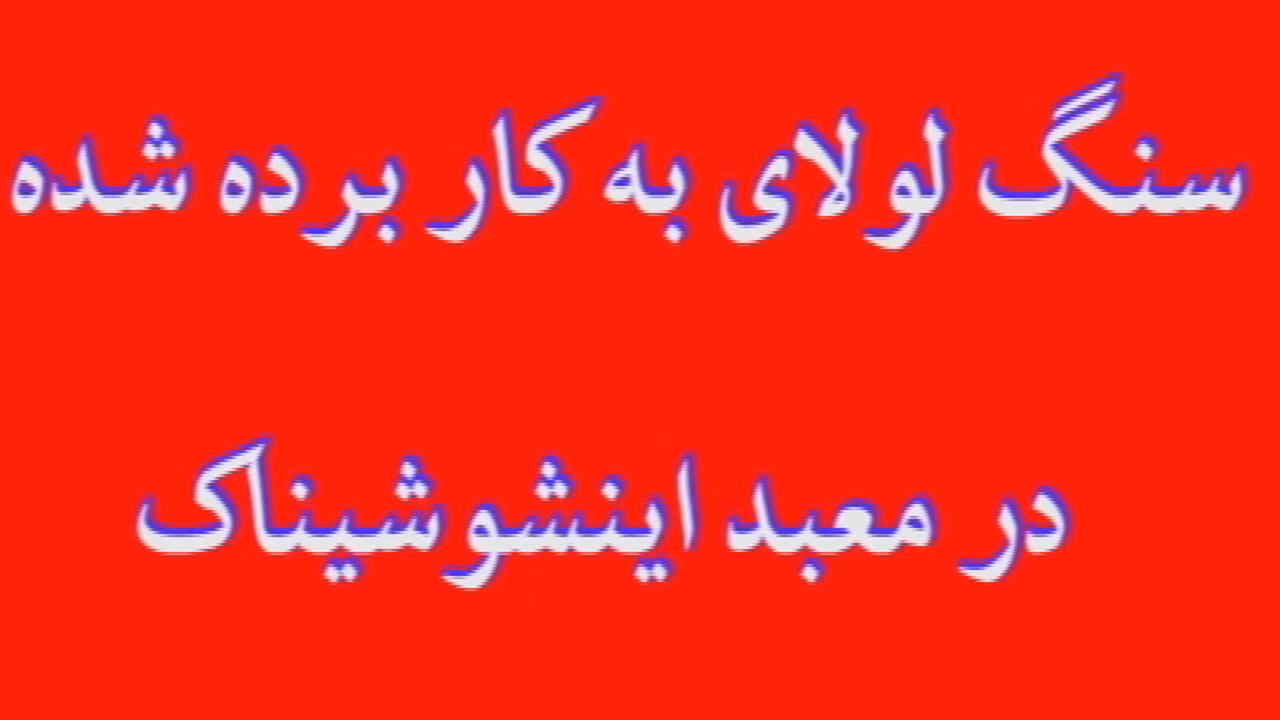 سنگ لولای به کار برده شده
در معبد اینشوشیناک